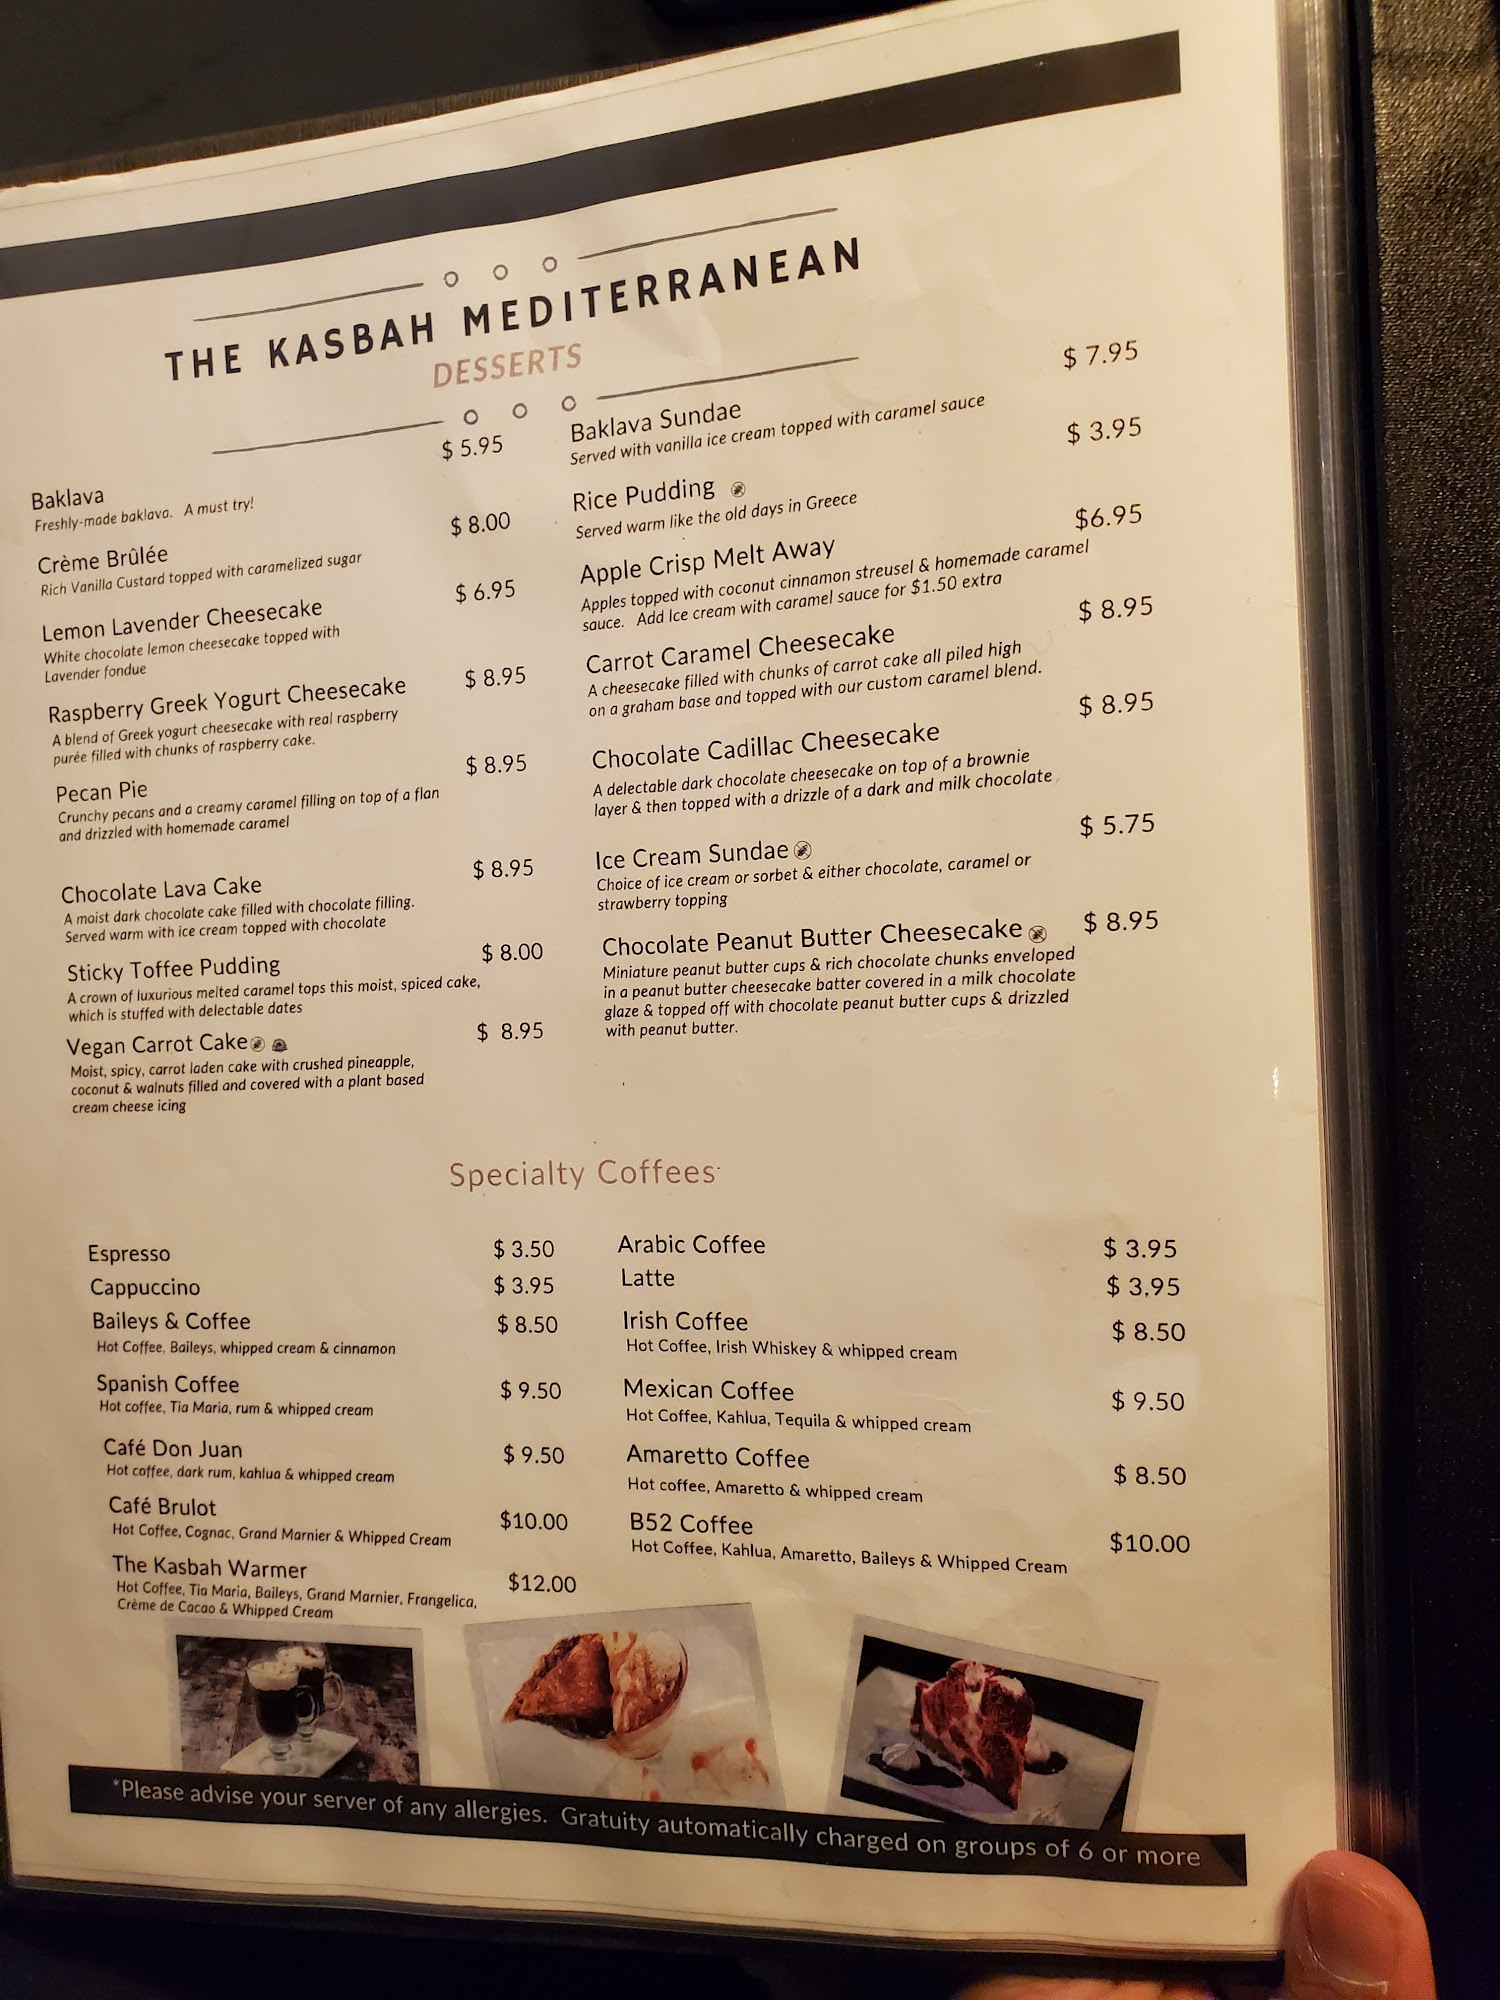 THE KASBAH MEDITERRANEAN
DESSERTS
Baklava $ 5.95
Freshly-made baklava. A must try!
Crème Brûlée $ 8.00
Rich Vanilla Custard topped with caramelized sugar
Lemon Lavender Cheesecake $ 6.95
White chocolate lemon cheesecake topped with
Lavender fondue
Raspberry Greek Yogurt Cheesecake $ 8.95
A blend of Greek yogurt cheesecake with real raspberry
purée filled with chunks of raspberry cake.
Pecan Pie $ 8.95
Crunchy pecans and a creamy caramel filling on top of a flan
and drizzled with homemade caramel
Chocolate Lava Cake $ 8.95
A moist dark chocolate cake filled with chocolate filling.
Served warm with ice cream topped with chocolate
Sticky Toffee Pudding $ 8.00
A crown of luxurious melted caramel tops this moist, spiced cake,
which is stuffed with delectable dates
Vegan Carrot Cake $ 8.95
Moist, spicy, carrot laden cake with crushed pineapple,
coconut & walnuts filled and covered with a plant based
cream cheese icing
Baklava Sundae $ 7.95
Served with vanilla ice cream topped with caramel sauce
Rice Pudding $ 3.95
Served warm like the old days in Greece
Apple Crisp Melt Away $6.95
Apples topped with coconut cinnamon streusel & homemade caramel
sauce. Add Ice cream with caramel sauce for $1.50 extra
Carrot Caramel Cheesecake $ 8.95
A cheesecake filled with chunks of carrot cake all piled high
on a graham base and topped with our custom caramel blend.
Chocolate Cadillac Cheesecake $ 8.95
A delectable dark chocolate cheesecake on top of a brownie
layer & then topped with a drizzle of a dark and milk chocolate
Ice Cream Sundae $ 5.75
Choice of ice cream or sorbet & either chocolate, caramel or
strawberry topping
Chocolate Peanut Butter Cheesecake $ 8.95
Miniature peanut butter cups & rich chocolate chunks enveloped
in a peanut butter cheesecake batter covered in a milk chocolate
glaze & topped off with chocolate peanut butter cups & drizzled
with peanut butter.
Specialty Coffees
Espresso $ 3.50
Cappuccino $ 3.95
Baileys & Coffee $ 8.50
Hot Coffee, Baileys, whipped cream & cinnamon
Spanish Coffee $ 9.50
Hot coffee, Tia Maria, rum & whipped cream
Café Don Juan $ 9.50
Hot coffee, dark rum, kahlua & whipped cream
Café Brulot $10.00
Hot Coffee, Cognac, Grand Marnier & Whipped Cream
The Kasbah Warmer $12.00
Hot Coffee, Tia Maria, Baileys, Grand Marnier, Frangelica,
Crème de Cacao & Whipped Cream
Arabic Coffee $ 3.95
Latte $ 3.95
Irish Coffee $ 8.50
Hot Coffee, Irish Whiskey & whipped cream
Mexican Coffee $ 9.50
Hot Coffee, Kahlua, Tequila & whipped cream
Amaretto Coffee $ 8.50
Hot coffee, Amaretto & whipped cream
B52 Coffee $10.00
Hot Coffee, Kahlua, Amaretto, Baileys & Whipped Cream
*Please advise your server of any allergies. Gratuity automatically charged on groups of 6 or more